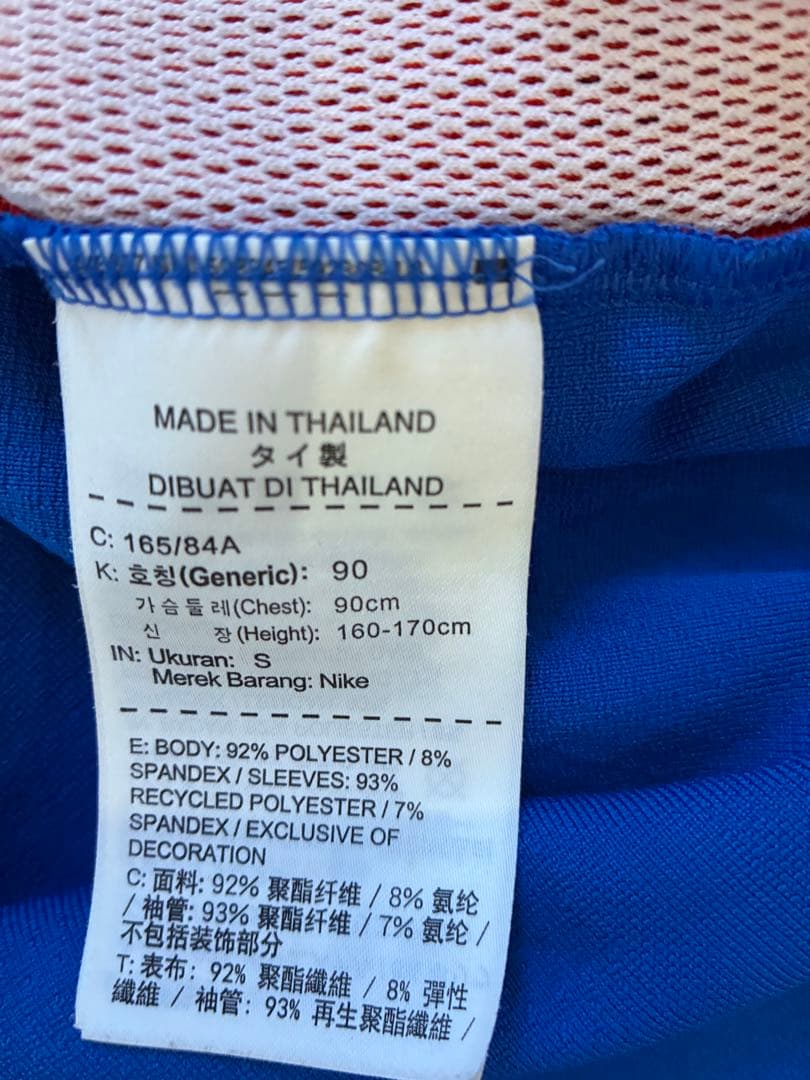 MADE IN THAILAND
タイ製
DIBUAT DI THAILAND
C: 165/84A
K: 호칭(Generic): 90
가슴둘레(Chest): 90cm
신 장(Height): 160-170cm
IN: Ukuran: S
Merek Barang: Nike
E: BODY: 92% POLYESTER / 8%
SPANDEX / SLEEVES: 93%
RECYCLED POLYESTER / 7%
SPANDEX / EXCLUSIVE OF
DECORATION
C: 面料: 92% 聚酯纤维 / 8% 氨纶
/ 袖管: 93% 聚酯纤维 / 7% 氨纶 /
不包括装饰部分
T: 表布: 92% 聚酯纖維 / 8% 彈性
纖維 / 袖管: 93% 再生聚酯纖維 /